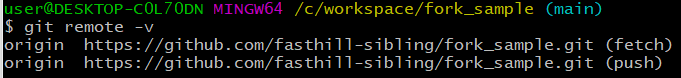 user@DESKTOP-C0L7ODN MINGW64 /c/workspace/fork_sample (main)
$ git remote -v
origin  https://github.com/fasthill-sibling/fork_sample.git (fetch)
origin  https://github.com/fasthill-sibling/fork_sample.git (push)